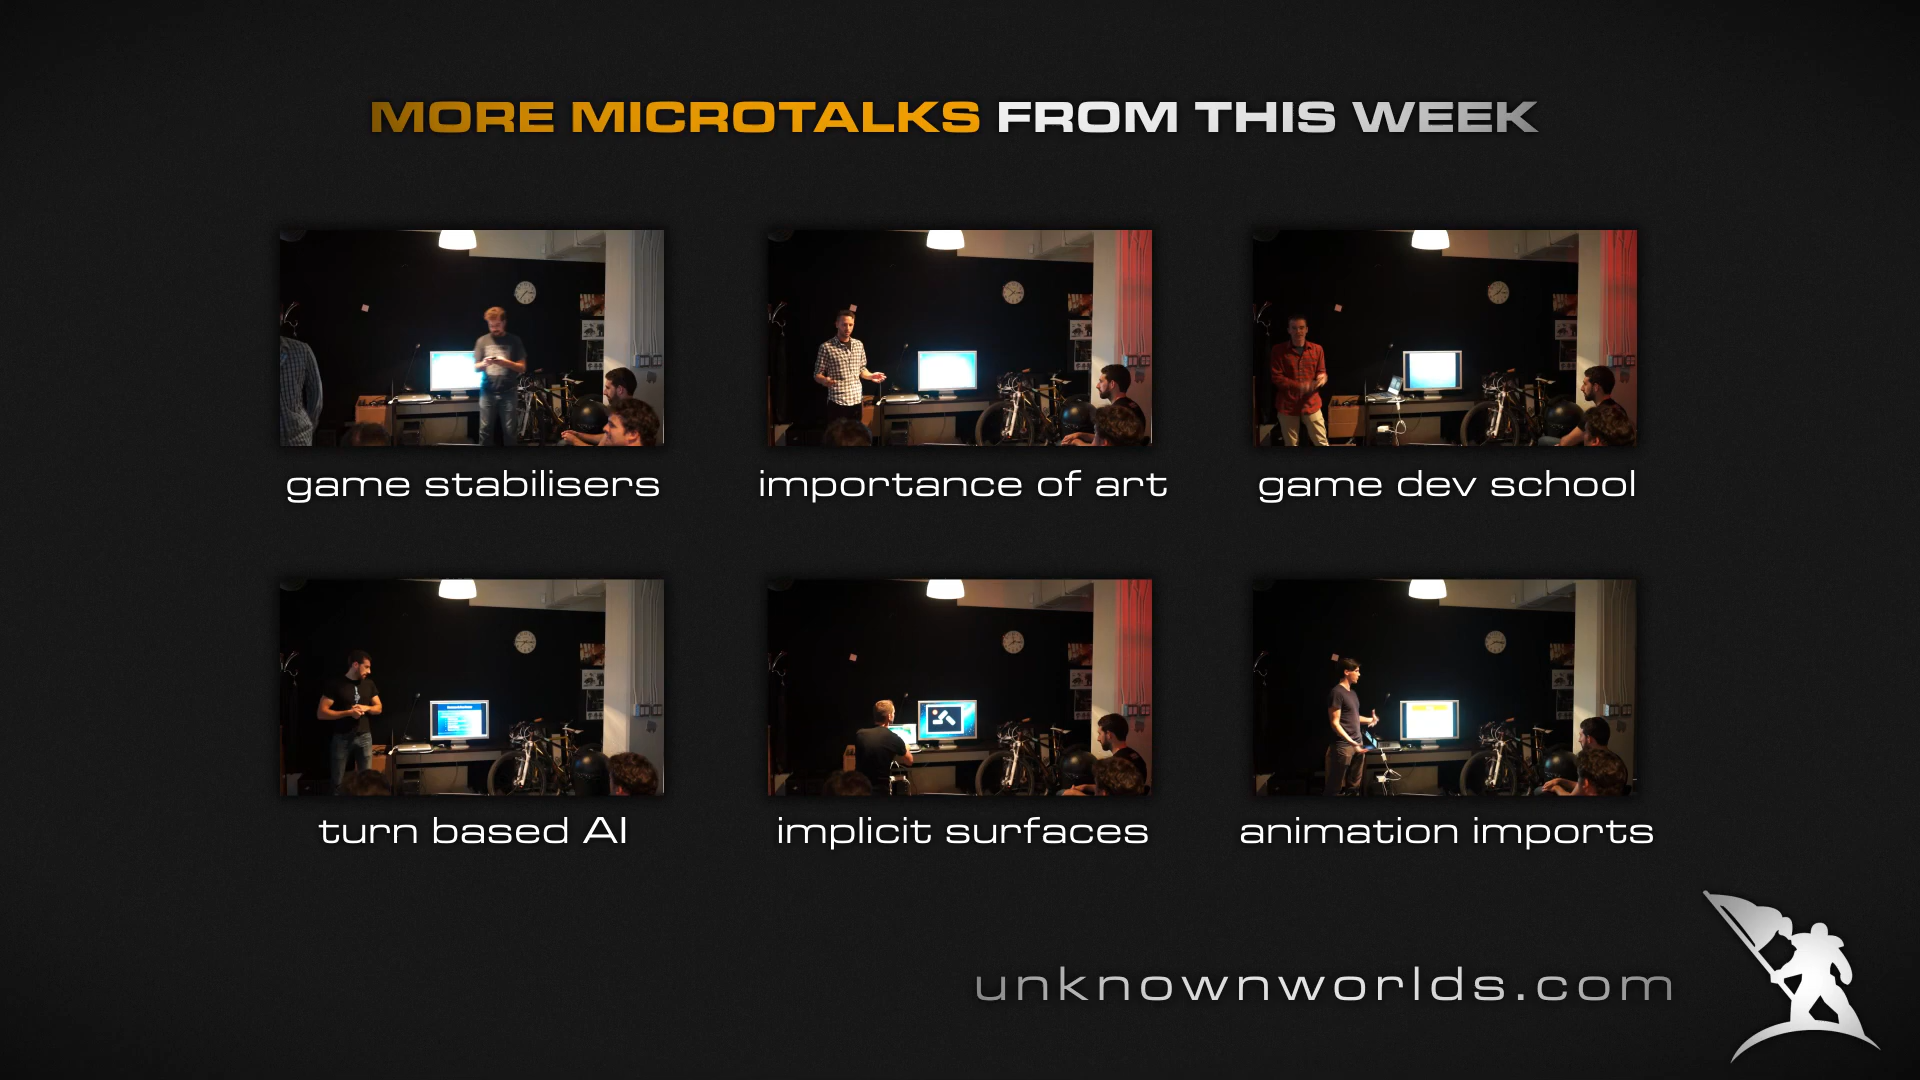 MORE MICROTALKS FROM THIS WEEK
game stabilisers
importance of art
game dev school
turn based AI
implicit surfaces
animation imports
unknownworlds.com